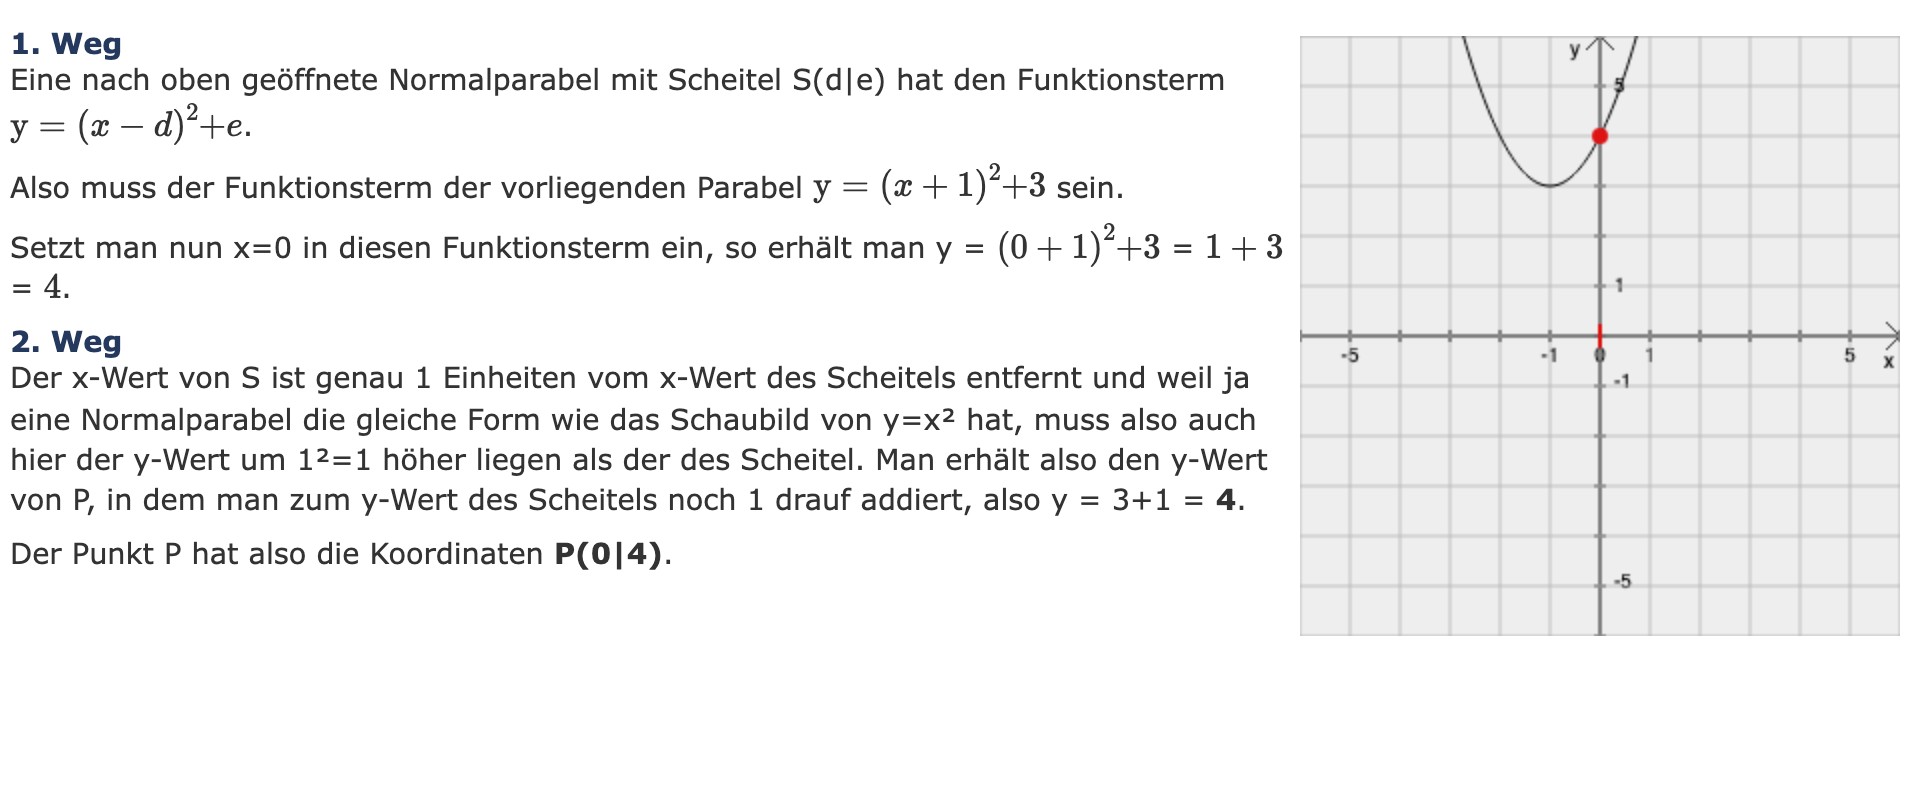 1. Weg
Eine nach oben geöffnete Normalparabel mit Scheitel S(d|e) hat den Funktionsterm
y = (x − d)²+e.
Also muss der Funktionsterm der vorliegenden Parabel y = (x + 1)²+3 sein.
Setzt man nun x=0 in diesen Funktionsterm ein, so erhält man y = (0 + 1)²+3 = 1 + 3
= 4.
2. Weg
Der x-Wert von S ist genau 1 Einheiten vom x-Wert des Scheitels entfernt und weil ja
eine Normalparabel die gleiche Form wie das Schaubild von y=x² hat, muss also auch
hier der y-Wert um 1²=1 höher liegen als der des Scheitel. Man erhält also den y-Wert
von P, in dem man zum y-Wert des Scheitels noch 1 drauf addiert, also y = 3+1 = 4.
Der Punkt P hat also die Koordinaten P(0|4).
y
5
1
-5 -1 0 1 5 x
-1
-5